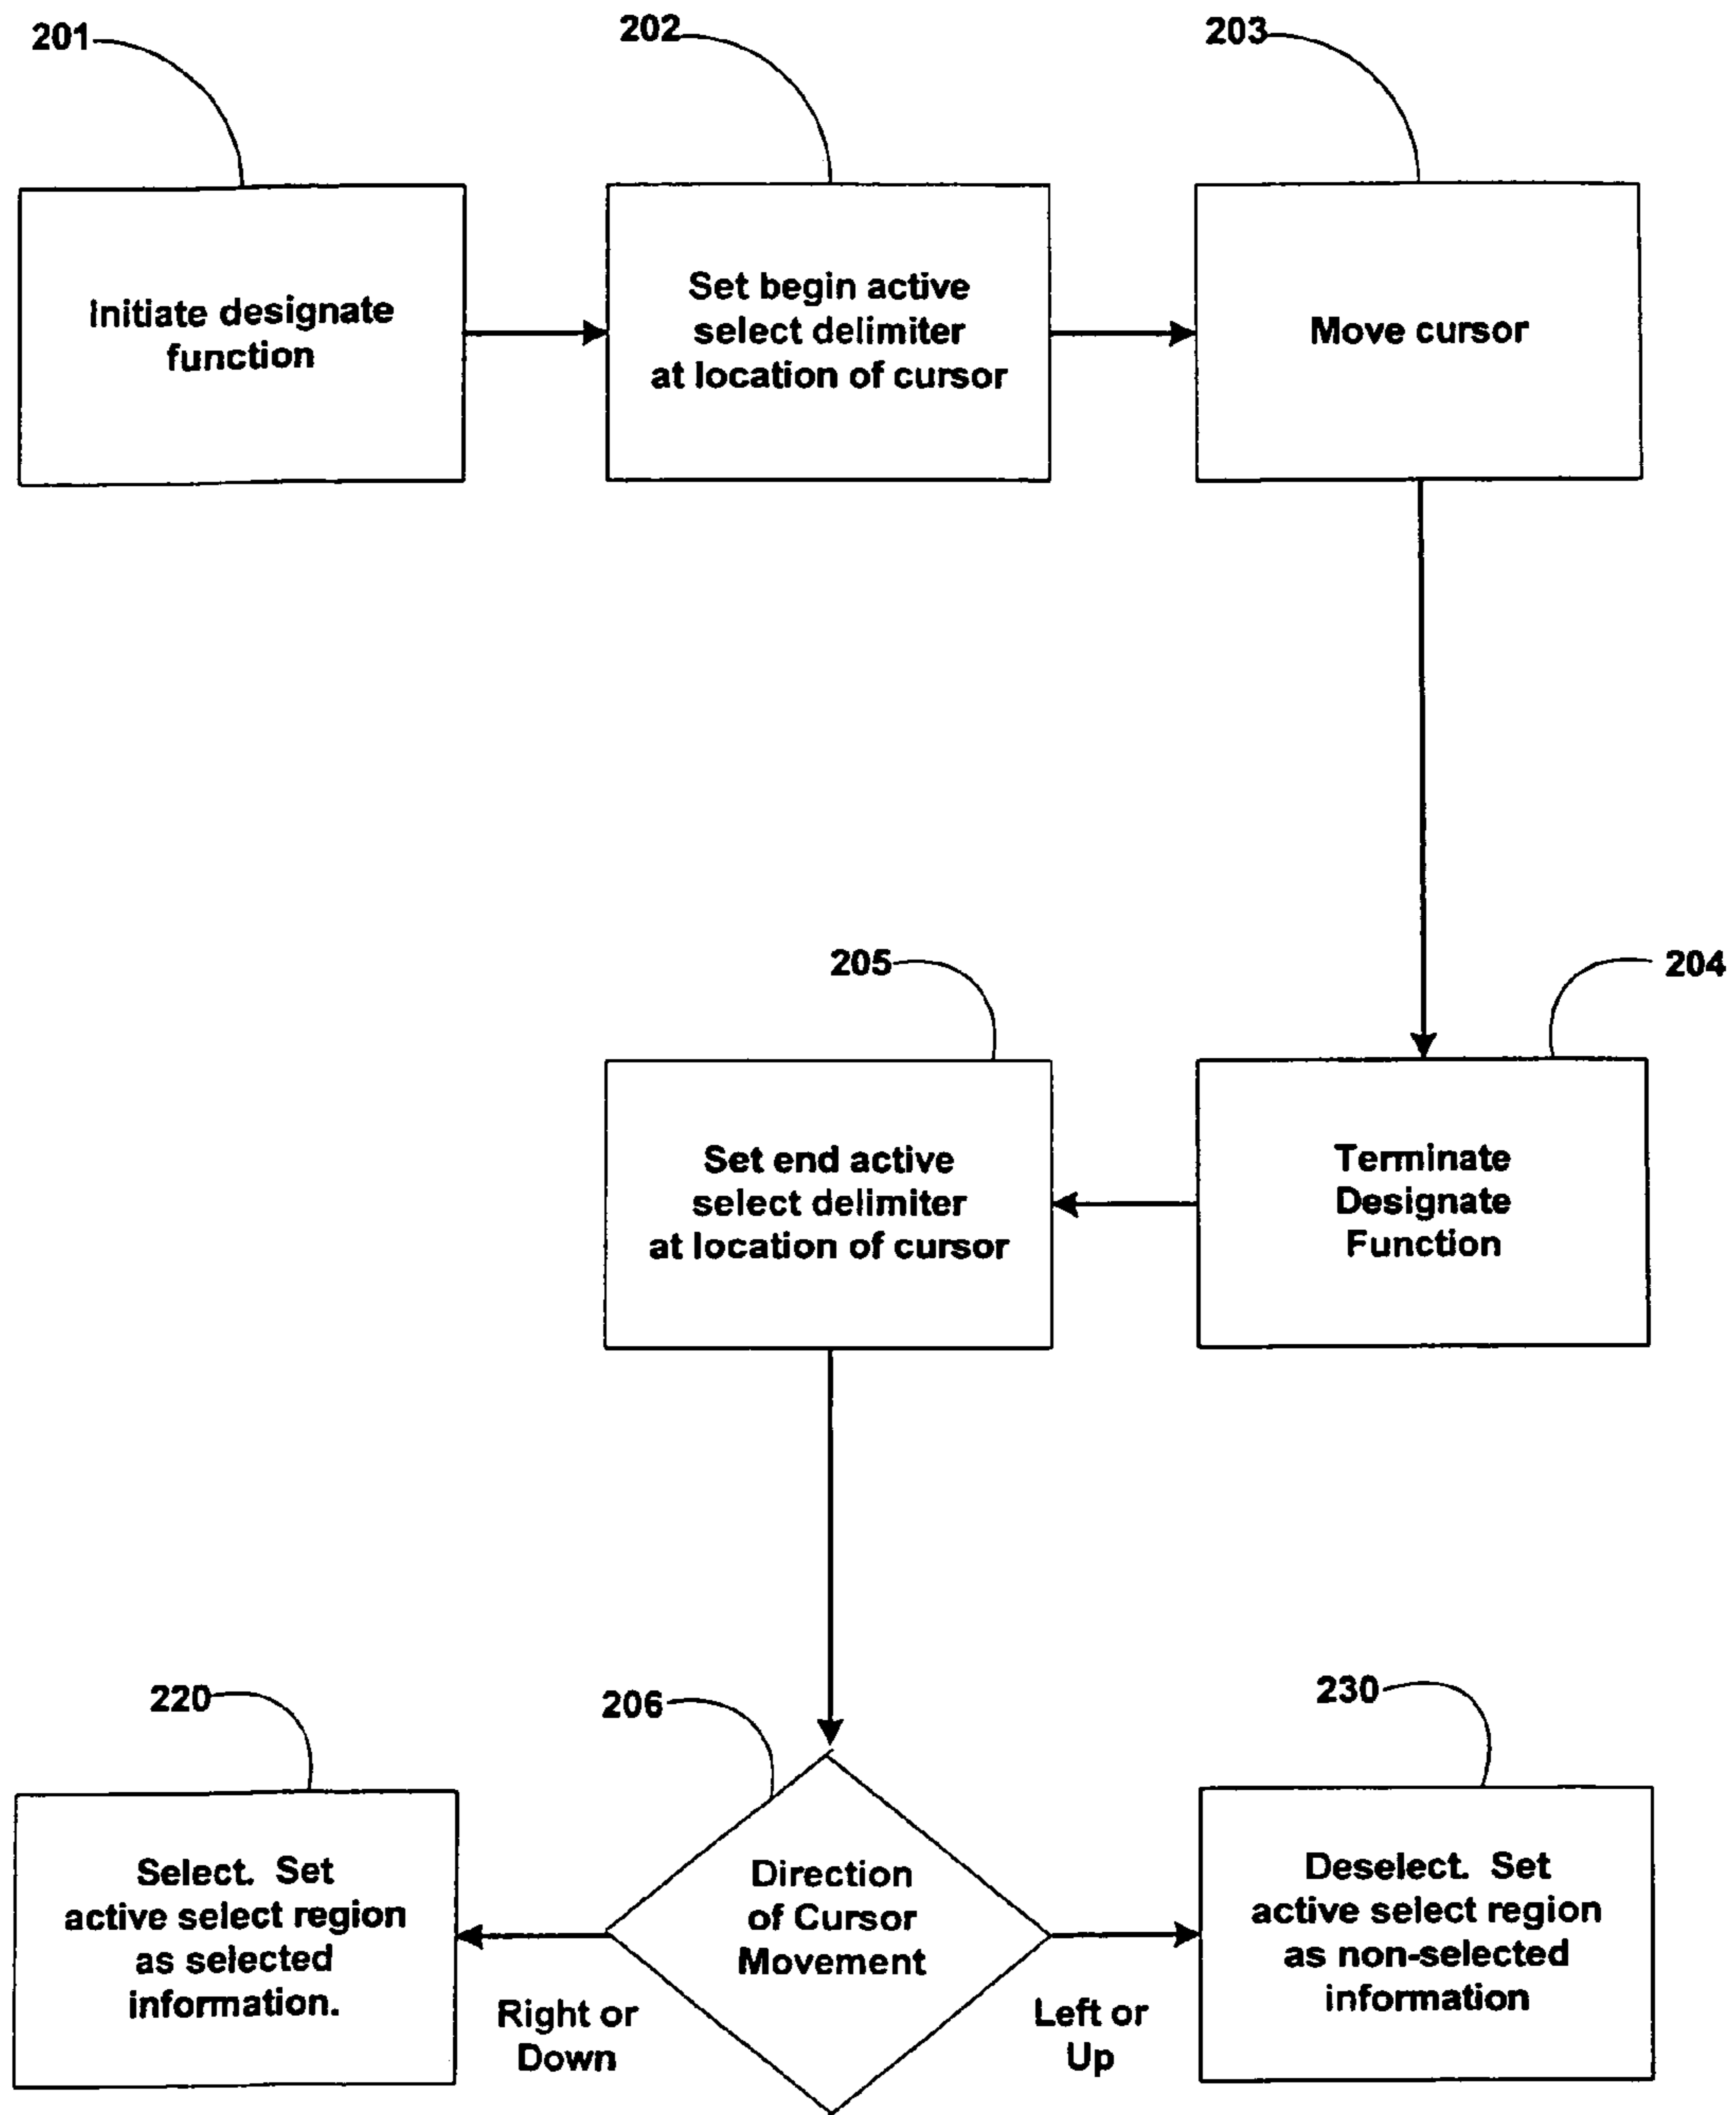 201
202
203
Initiate designate
function
Set begin active
select delimiter
at location of cursor
Move cursor
205
204
Set end active
select delimiter
at location of cursor
Terminate
Designate
Function
220
206
230
Select. Set
active select region
as selected
information.
Direction
of Cursor
Movement
Deselect. Set
active select region
as non-selected
information
Right or
Down
Left or
Up